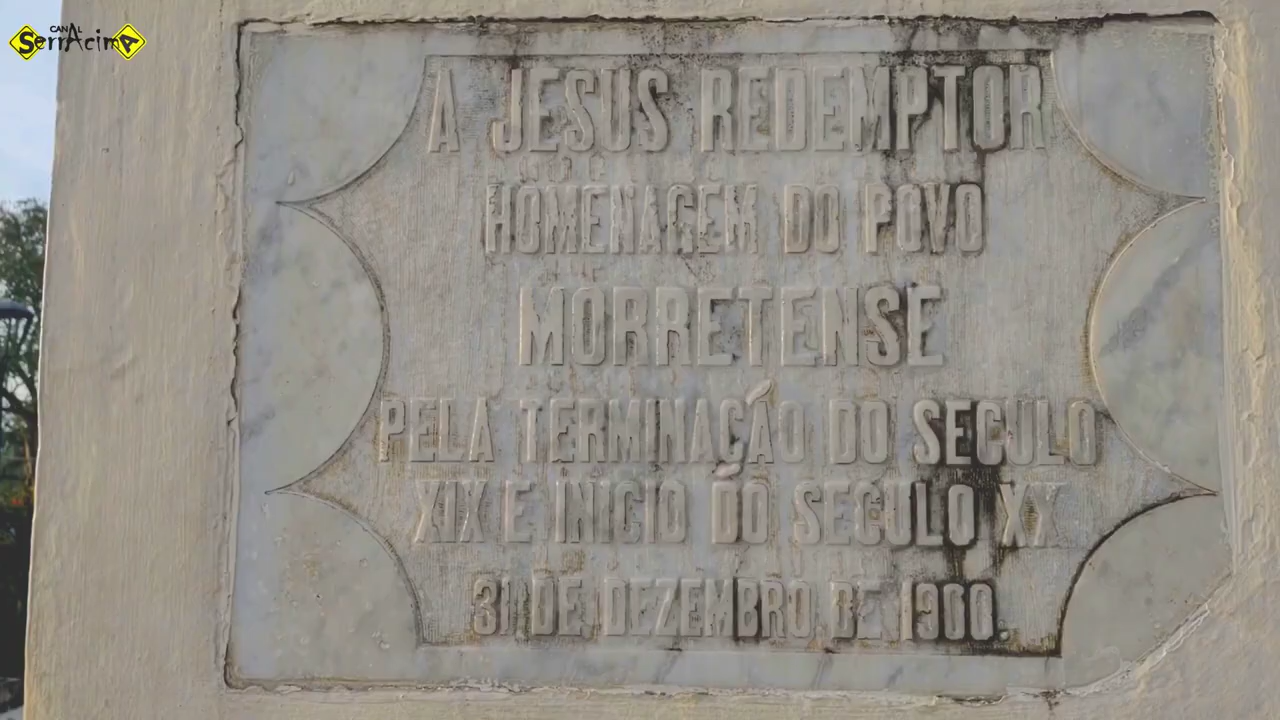 CANAL
SerrAcima
A JESUS REDEMPTOR
HOMENAGEM DO POVO
MORRETENSE
PELA TERMINAÇÃO DO SECULO
XIX E INICIO DO SECULO XX
31 DE DEZEMBRO DE 1900.